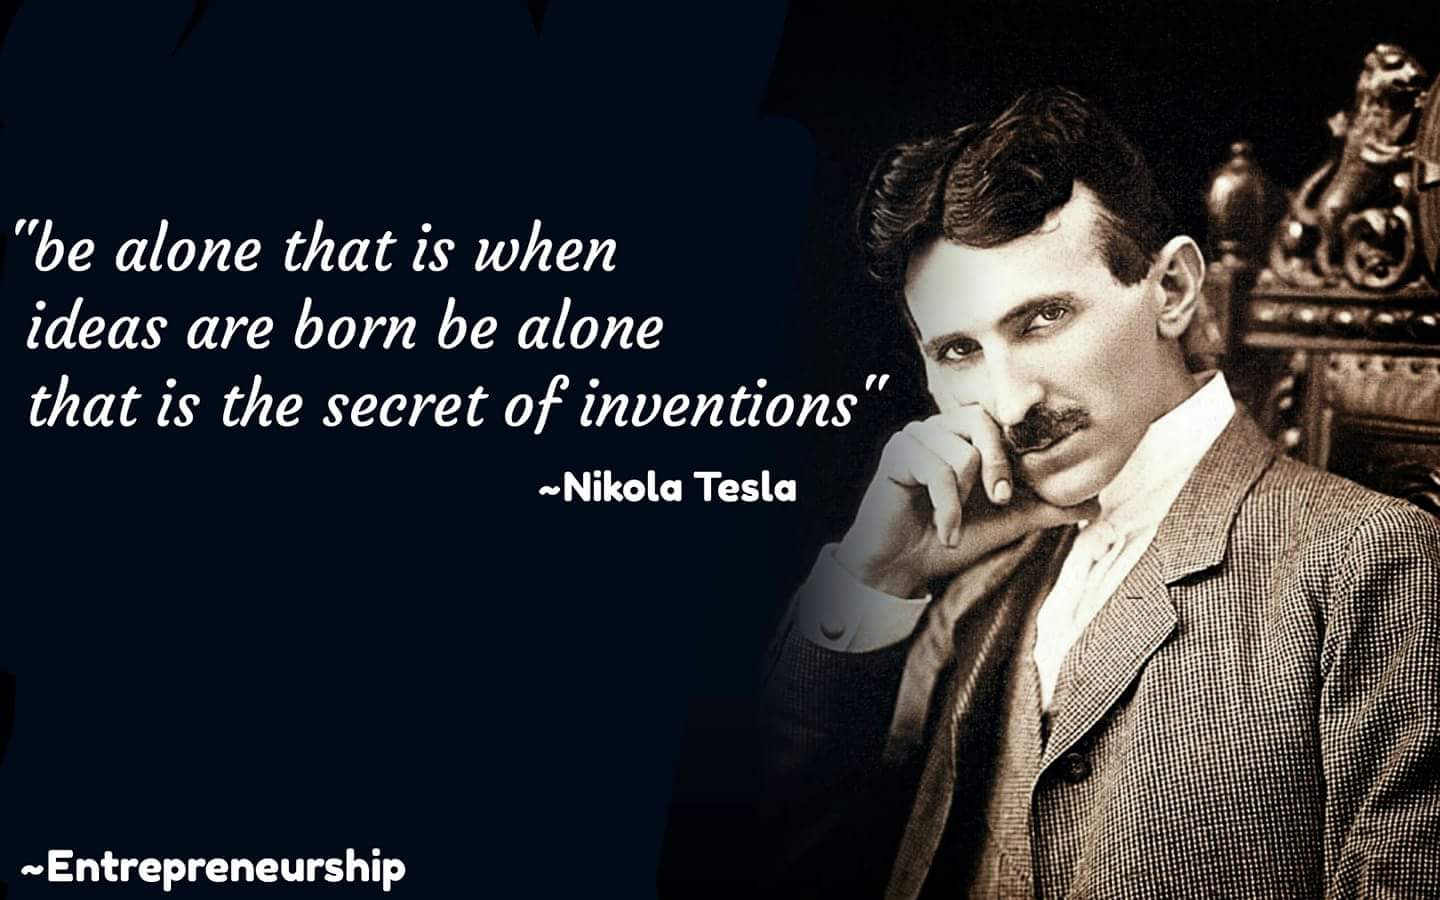 "be alone that is when
ideas are born be alone
that is the secret of inventions"
~Nikola Tesla
~Entrepreneurship